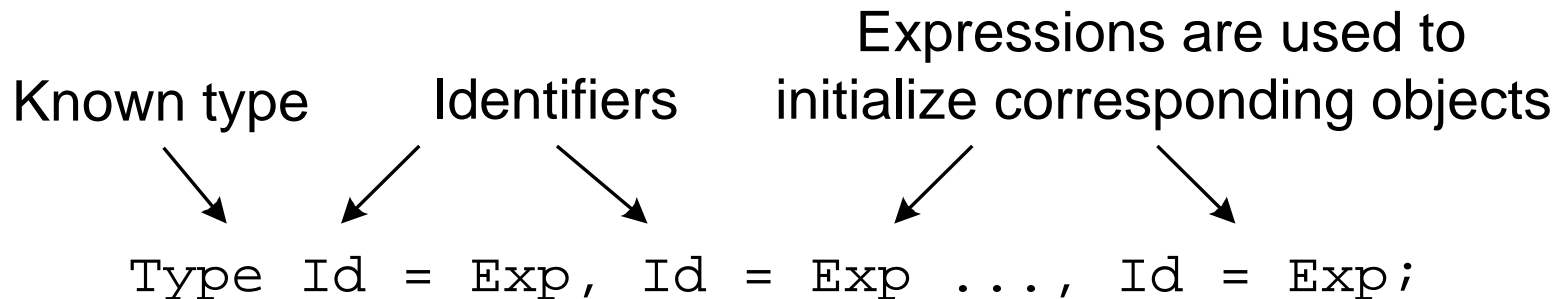 Known type
Identifiers
Expressions are used to
initialize corresponding objects
Type Id = Exp, Id = Exp ..., Id = Exp;